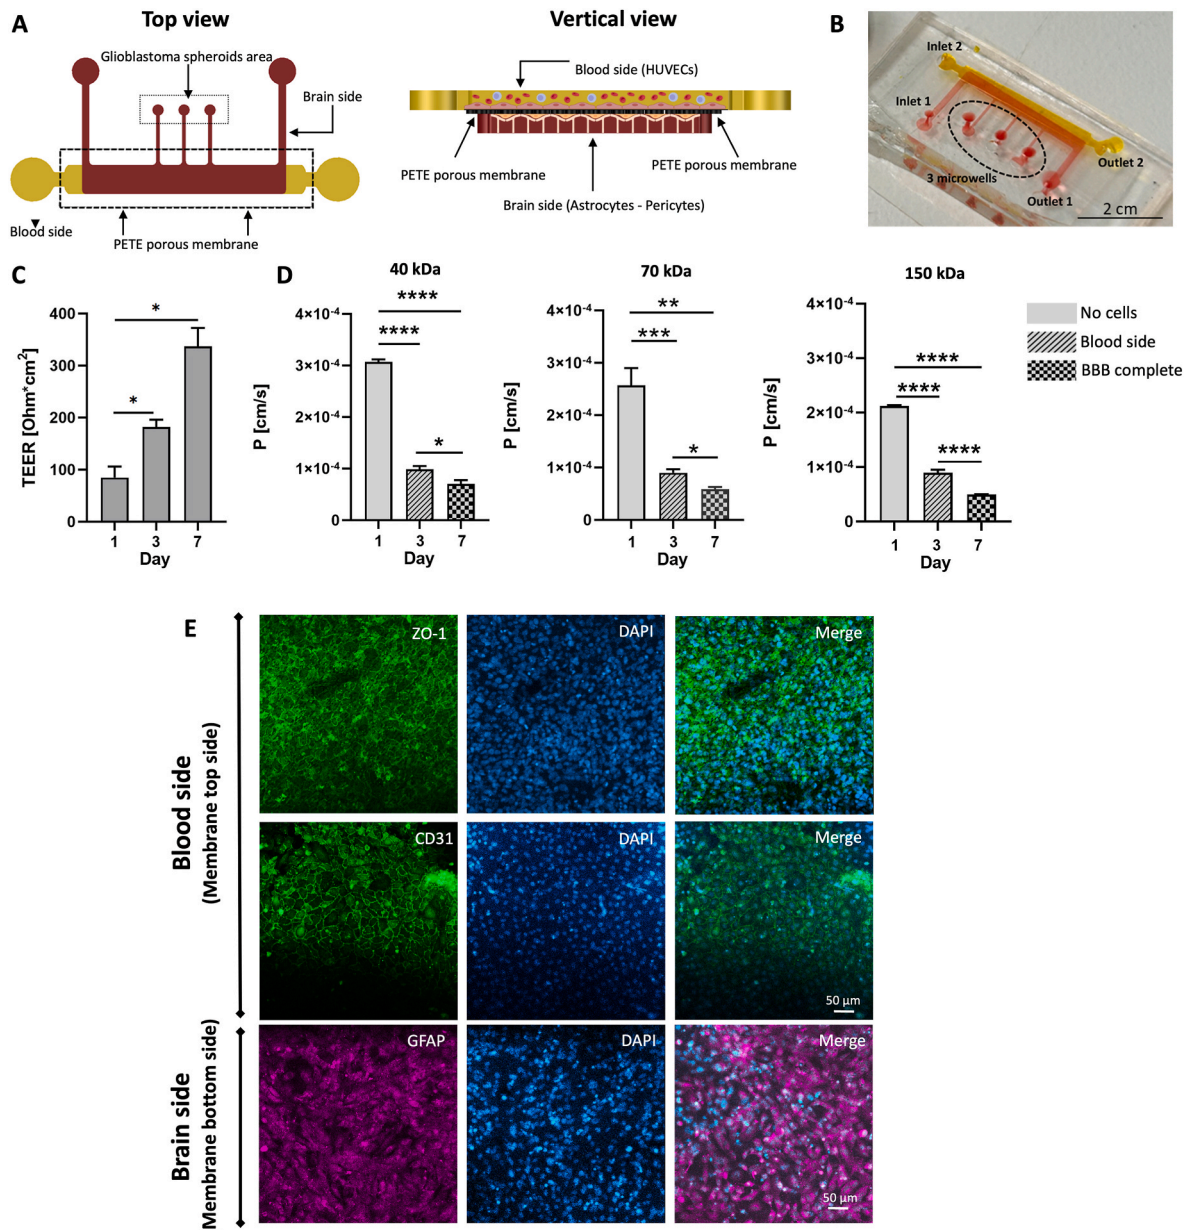 A
Top view
Vertical view
B
Glioblastoma spheroids area
Brain side
Blood side
PETE porous membrane
Blood side (HUVECs)
PETE porous membrane
PETE porous membrane
Brain side (Astrocytes - Pericytes)
Inlet 2
Inlet 1
3 microwells
Outlet 2
Outlet 1
2 cm
C
TEER [Ohm*cm²]
400
300
200
100
0
*
*
1 3 7
Day
D
40 kDa
P [cm/s]
4×10⁻⁴
3×10⁻⁴
2×10⁻⁴
1×10⁻⁴
0
****
****
*
1 3 7
Day
70 kDa
P [cm/s]
4×10⁻⁴
3×10⁻⁴
2×10⁻⁴
1×10⁻⁴
0
**
***
*
1 3 7
Day
150 kDa
P [cm/s]
4×10⁻⁴
3×10⁻⁴
2×10⁻⁴
1×10⁻⁴
0
****
****
****
1 3 7
Day
No cells
Blood side
BBB complete
E
Blood side
(Membrane top side)
ZO-1
DAPI
Merge
CD31
DAPI
Merge
50 µm
Brain side
Membrane bottom side)
GFAP
DAPI
Merge
50 µm